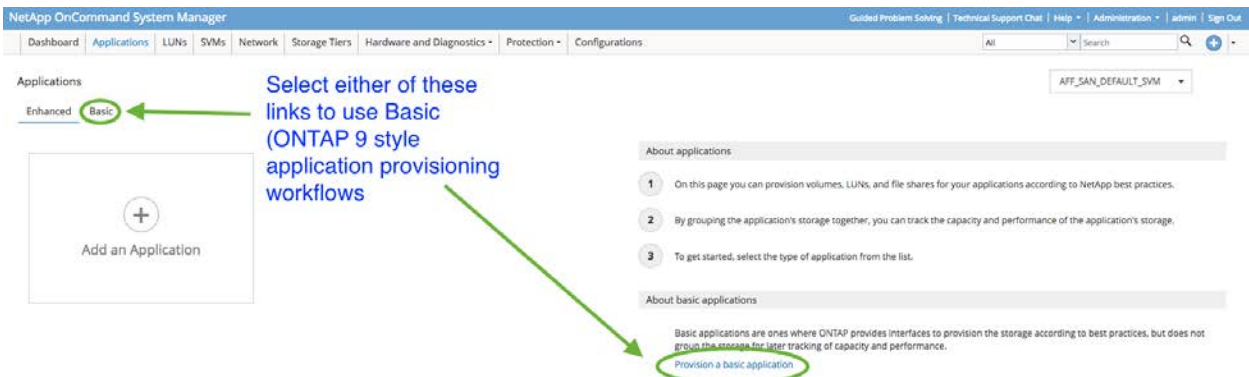 NetApp OnCommand System Manager
Guided Problem Solving | Technical Support Chat | Help | Administration | admin | Sign Out
Dashboard Applications LUNs SVMs Network Storage Tiers Hardware and Diagnostics Protection Configurations
All Search
Applications
AFF_SAN_DEFAULT_SVM
Enhanced Basic
Select either of these
links to use Basic
(ONTAP 9 style
application provisioning
workflows
Add an Application
About applications
1 On this page you can provision volumes, LUNs, and file shares for your applications according to NetApp best practices.
2 By grouping the application's storage together, you can track the capacity and performance of the application's storage.
3 To get started, select the type of application from the list.
About basic applications
Basic applications are ones where ONTAP provides interfaces to provision the storage according to best practices, but does not
group the storage for later tracking of capacity and performance.
Provision a basic application